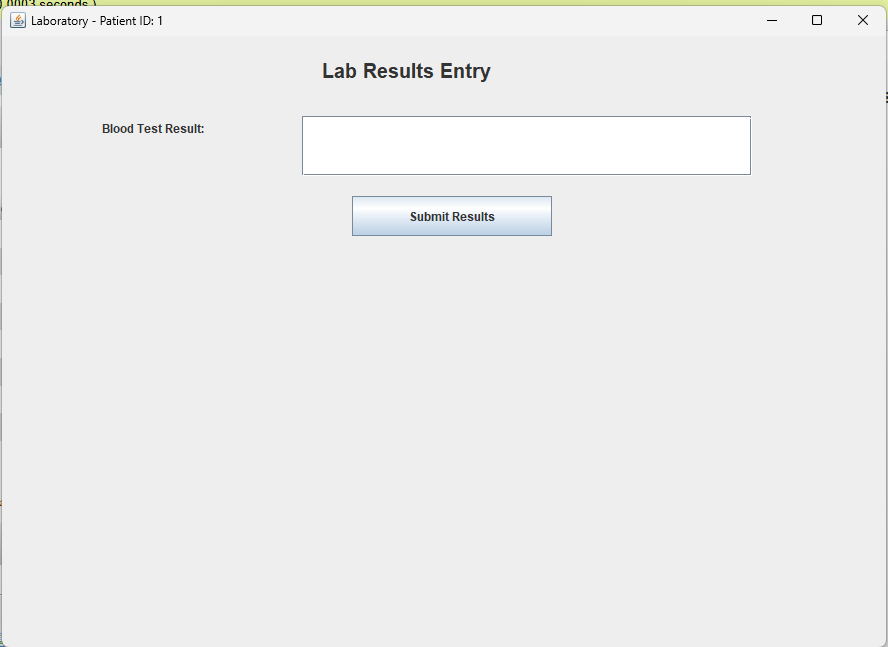 0003 seconds.)
Laboratory - Patient ID: 1
Lab Results Entry
Blood Test Result:
Submit Results